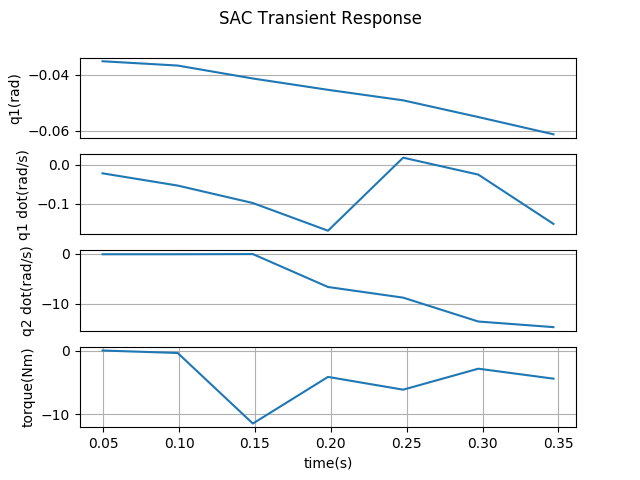 SAC Transient Response
q1(rad)
−0.04
−0.06
q1 dot(rad/s)
0.0
−0.1
q2 dot(rad/s)
0
−10
torque(Nm)
0
−10
0.05 0.10 0.15 0.20 0.25 0.30 0.35
time(s)